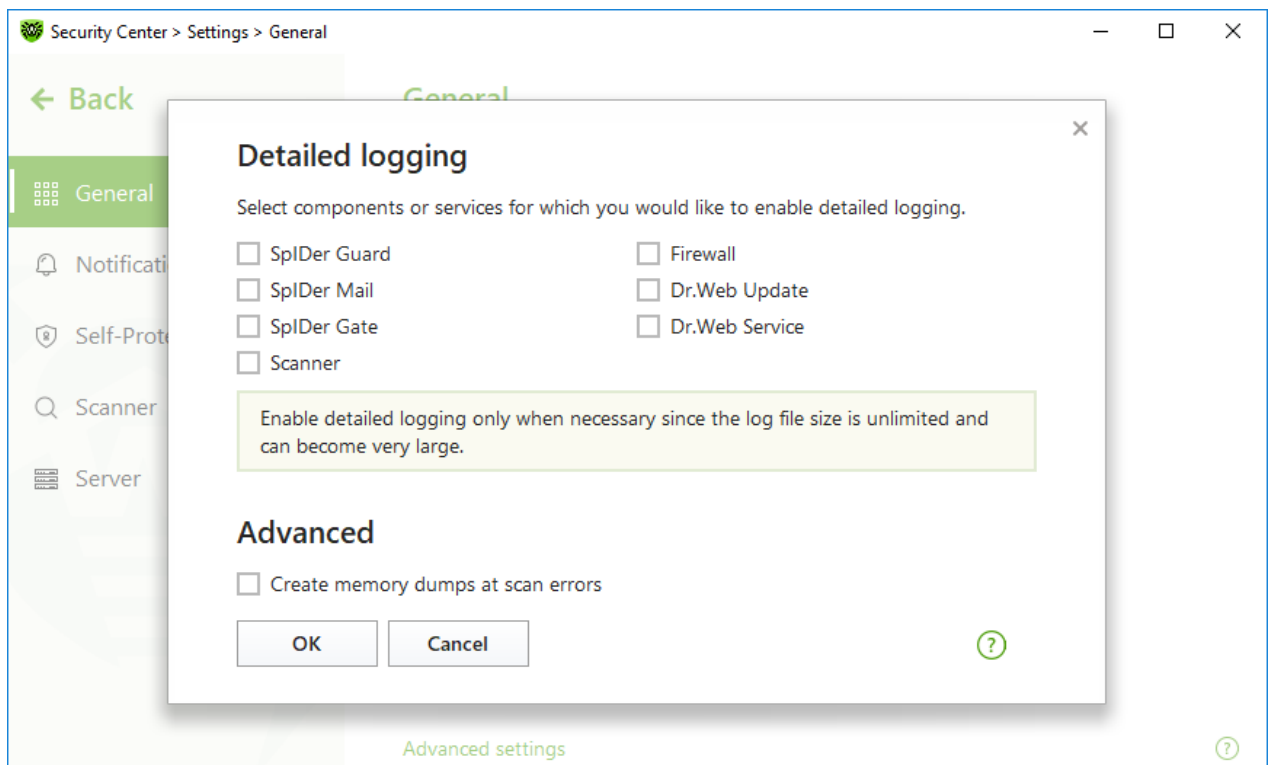 Security Center > Settings > General
Back
General
General
Notificati
Self-Prote
Scanner
Server
Detailed logging
Select components or services for which you would like to enable detailed logging.
SpIDer Guard
Firewall
SpIDer Mail
Dr.Web Update
SpIDer Gate
Dr.Web Service
Scanner
Enable detailed logging only when necessary since the log file size is unlimited and
can become very large.
Advanced
Create memory dumps at scan errors
OK
Cancel
?
Advanced settings
?